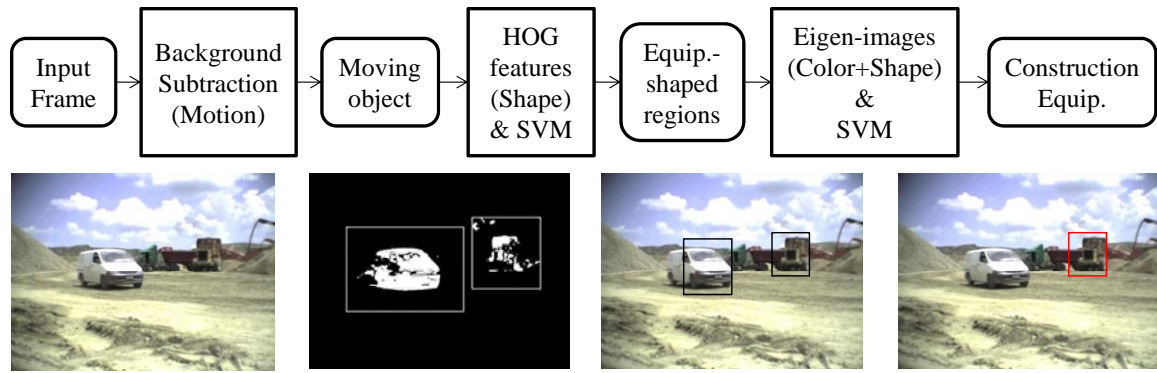 Input
Frame
Background
Subtraction
(Motion)
Moving
object
HOG
features
(Shape)
& SVM
Equip.-
shaped
regions
Eigen-images
(Color+Shape)
&
SVM
Construction
Equip.